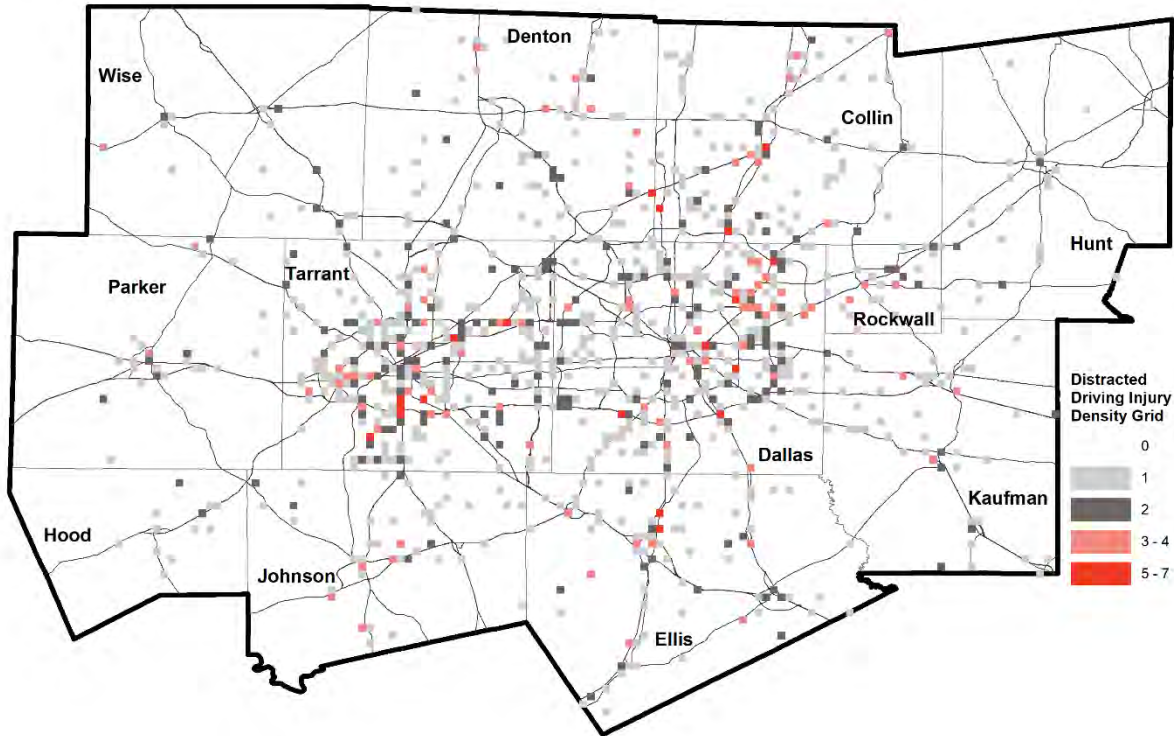 Denton
Wise
Collin
Hunt
Tarrant
Parker
Rockwall
Distracted
Driving Injury
Density Grid
0
1
2
3 - 4
5 - 7
Dallas
Kaufman
Hood
Johnson
Ellis